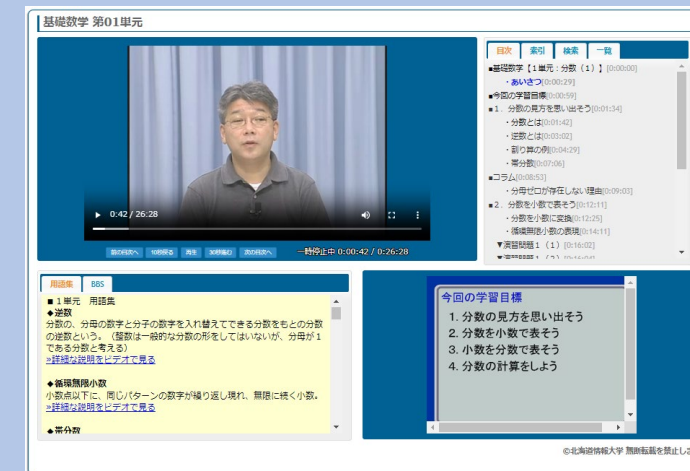 基礎数学 第01単元
0:42 / 26:28
前の目次へ 10秒戻る 再生 30秒進む 次の目次へ 一時停止中 0:00:42 / 0:26:28
目次 索引 検索 一覧
■基礎数学【1単元:分数(1)】[0:00:00]
・あいさつ[0:00:29]
■今回の学習目標[0:00:59]
■1. 分数の見方を思い出そう[0:01:34]
・分数とは[0:01:42]
・逆数とは[0:03:02]
・割り算の例[0:04:29]
・帯分数[0:07:06]
■コラム[0:08:53]
・分母ゼロが存在しない理由[0:09:03]
■2. 分数を小数で表そう[0:12:11]
・分数を小数に変換[0:12:25]
・循環無限小数の表現[0:14:11]
▼演習問題1(1)[0:16:02]
用語集 BBS
■1単元 用語集
◆逆数
分数の、分母の数字と分子の数字を入れ替えてできる分数をもとの分数
の逆数という。(整数は一般的な分数の形をしてはいないが、分母が1
である分数と考える)
»詳細な説明をビデオで見る
◆循環無限小数
小数点以下に、同じパターンの数字が繰り返し現れ、無限に続く小数。
»詳細な説明をビデオで見る
◆帯分数
今回の学習目標
1. 分数の見方を思い出そう
2. 分数を小数で表そう
3. 小数を分数で表そう
4. 分数の計算をしよう
©北海道情報大学 無断転載を禁止しま